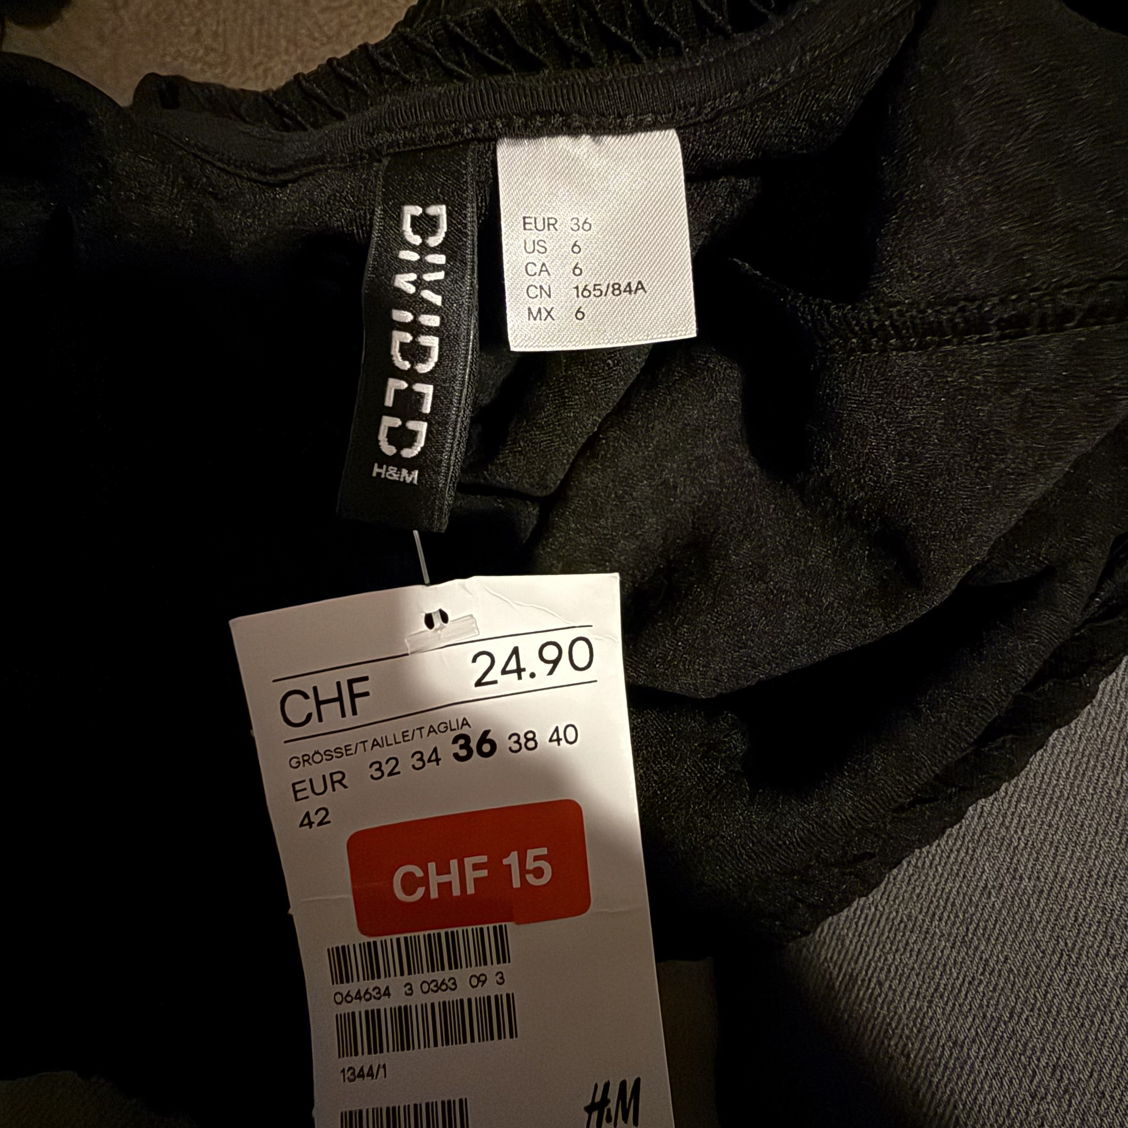 DIVIDED
H&M
EUR 36
US 6
CA 6
CN 165/84A
MX 6
CHF 24.90
GRÖSSE/TAILLE/TAGLIA
EUR 32 34 36 38 40
42
CHF 15
064634 3 0363 09 3
1344/1
H&M